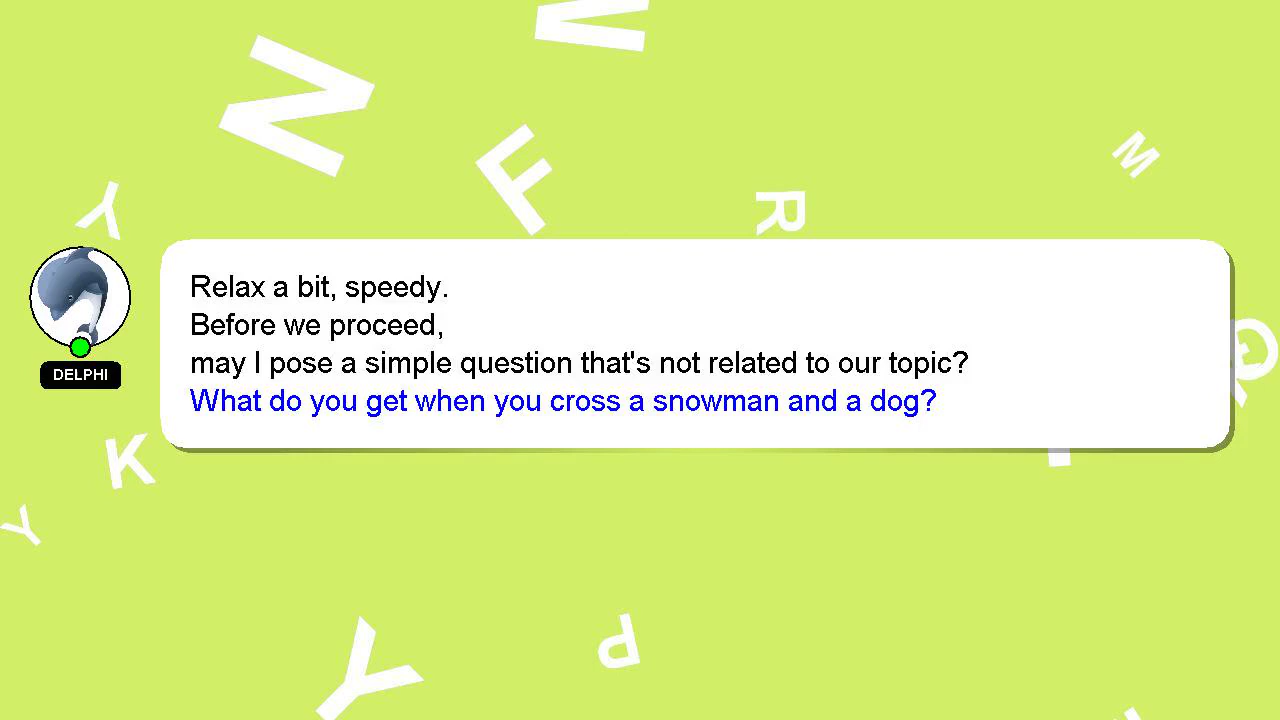 V
N
F
M
Y
R
Relax a bit, speedy.
Before we proceed,
may I pose a simple question that's not related to our topic?
What do you get when you cross a snowman and a dog?
DELPHI
K
Y
Y
P